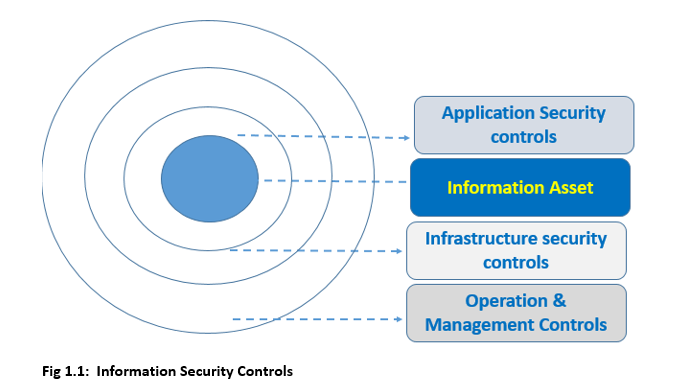 Application Security
controls
Information Asset
Infrastructure security
controls
Operation &
Management Controls
Fig 1.1:  Information Security Controls